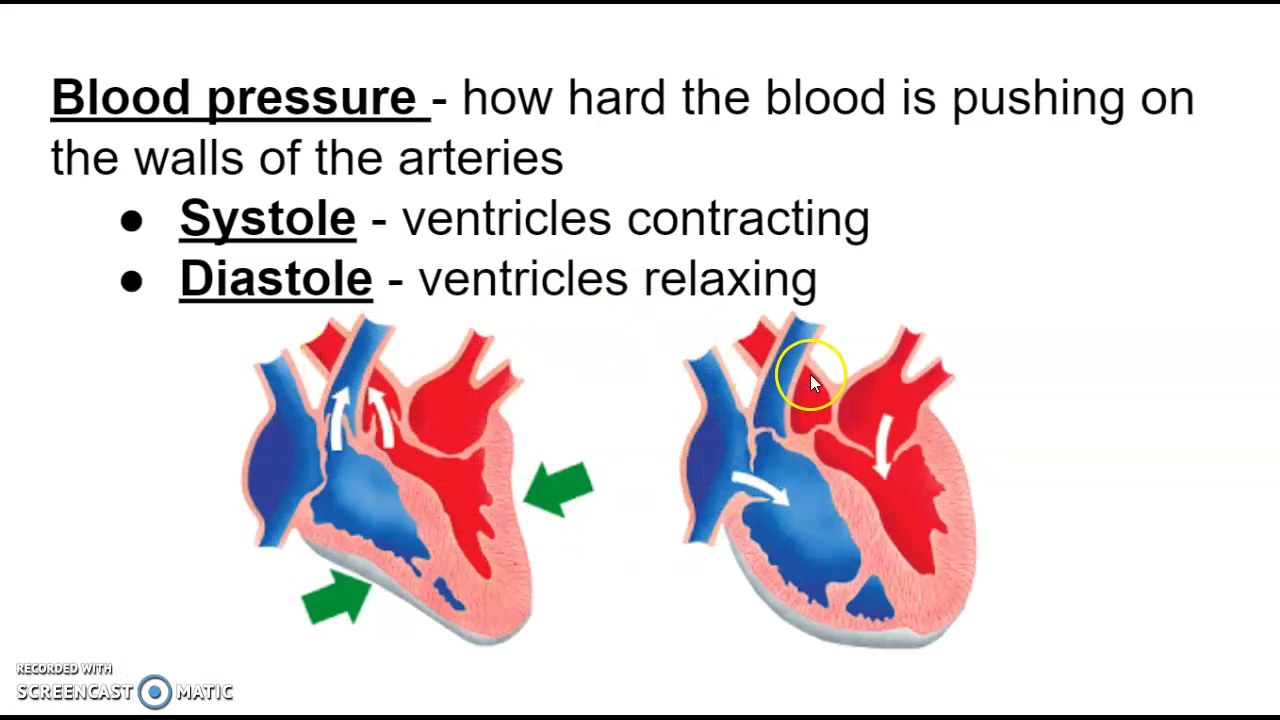 Blood pressure - how hard the blood is pushing on
the walls of the arteries
● Systole - ventricles contracting
● Diastole - ventricles relaxing
RECORDED WITH
SCREENCAST MATIC